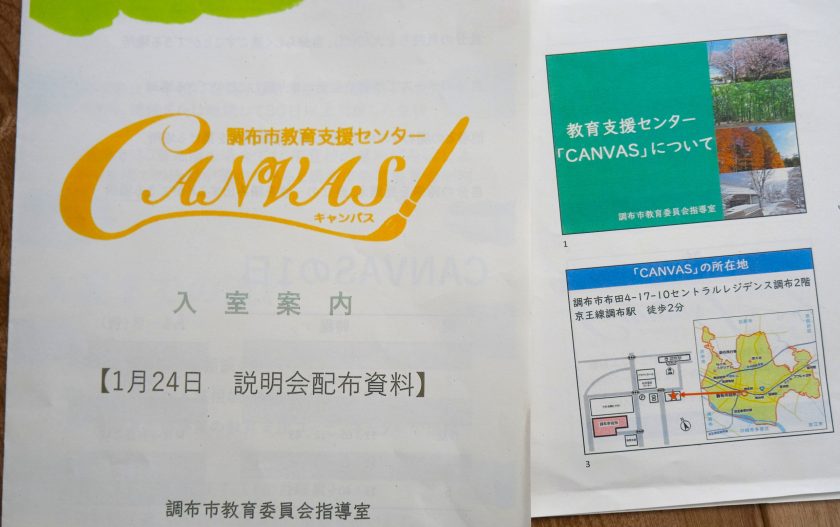 調布市教育支援センター
CANVAS!
キャンバス
入室案内
【1月24日　説明会配布資料】
調布市教育委員会指導室
教育支援センター
「CANVAS」について
調布市教育委員会指導室
1
「CANVAS」の所在地
調布市布田4-17-10セントラルレジデンス調布2階
京王線調布駅　徒歩2分
3